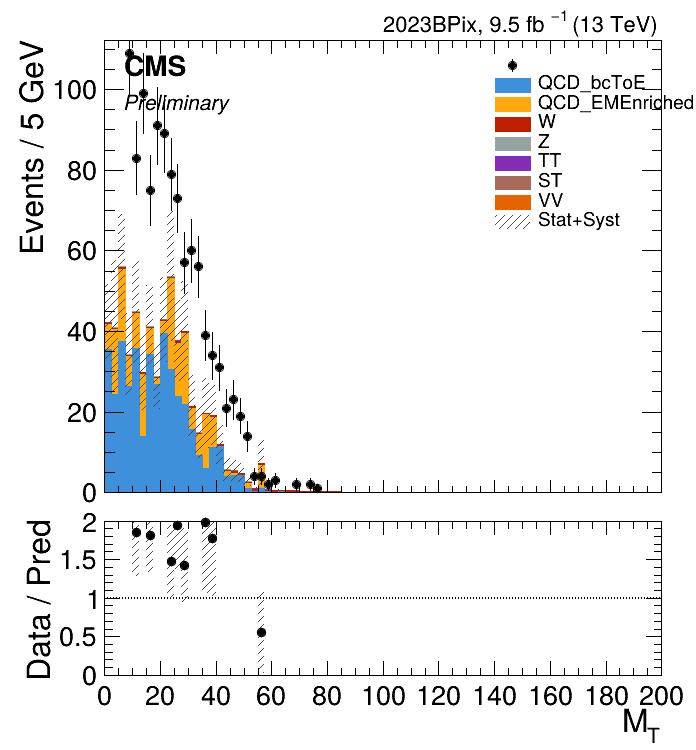 2023BPix, 9.5 fb⁻¹ (13 TeV)
CMS
Preliminary
Events / 5 GeV
100
80
60
40
20
0
QCD_bcToE
QCD_EMEnriched
W
Z
TT
ST
VV
Stat+Syst
Data / Pred
2
1.5
1
0.5
0
0 20 40 60 80 100 120 140 160 180 200
M_T